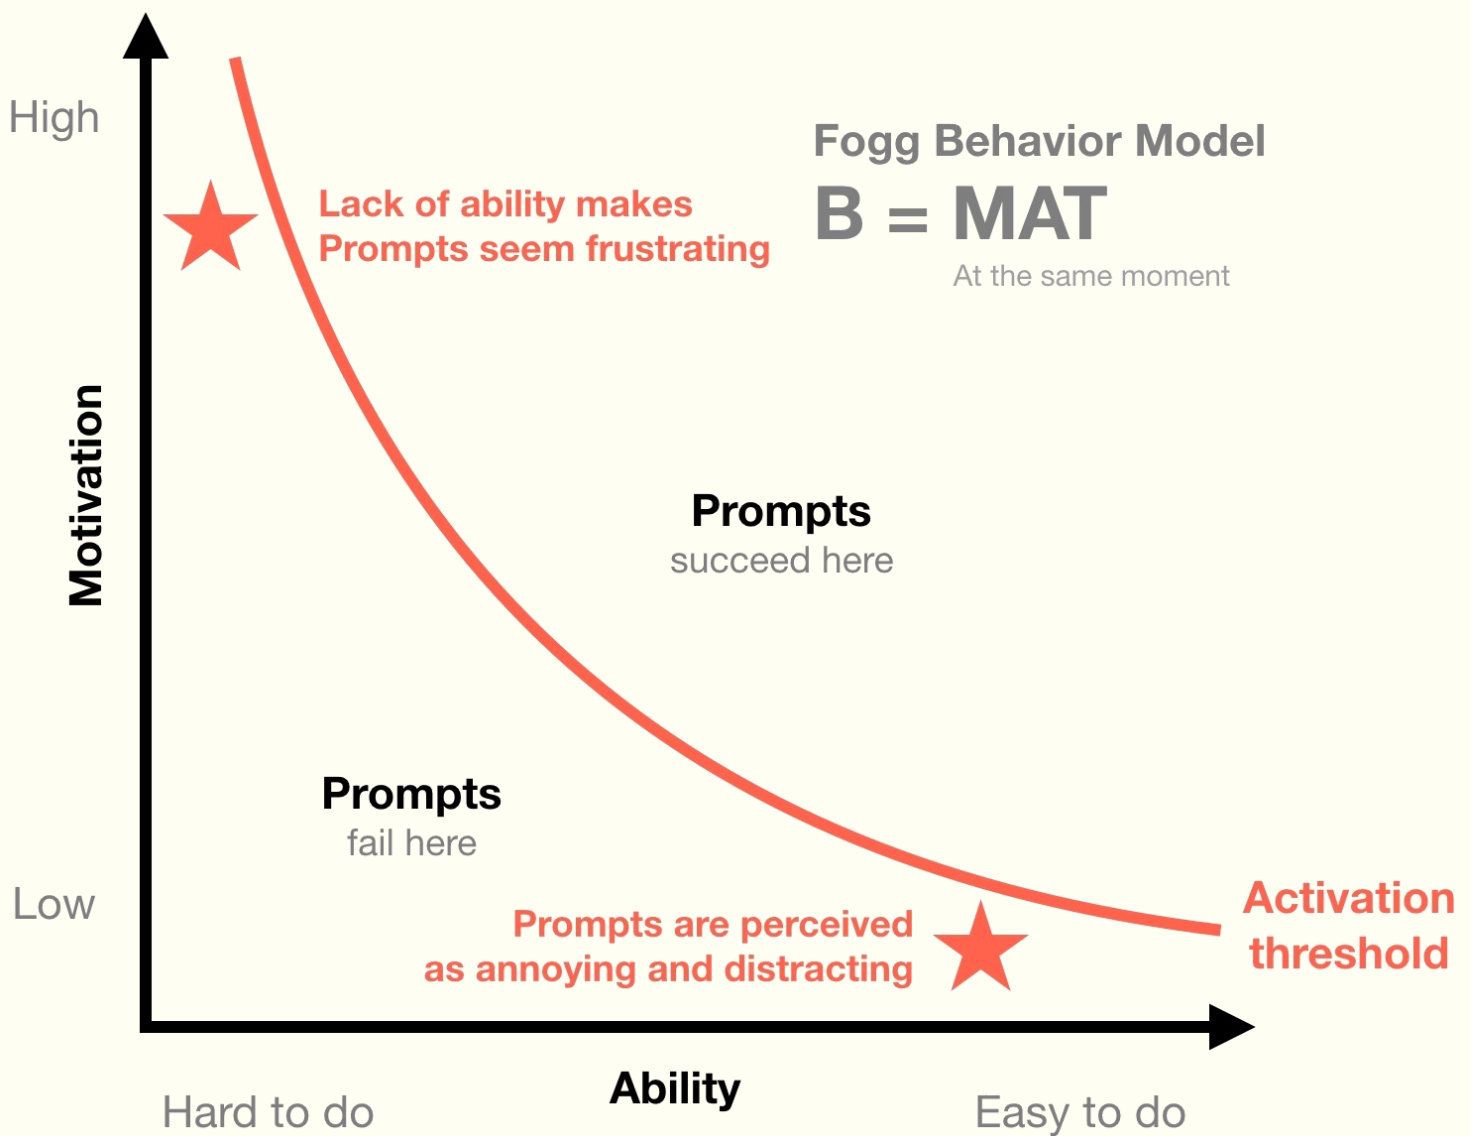 High
Fogg Behavior Model
B = MAT
At the same moment
Lack of ability makes
Prompts seem frustrating
Motivation
Prompts
succeed here
Prompts
fail here
Low
Prompts are perceived
as annoying and distracting
Activation
threshold
Ability
Hard to do
Easy to do